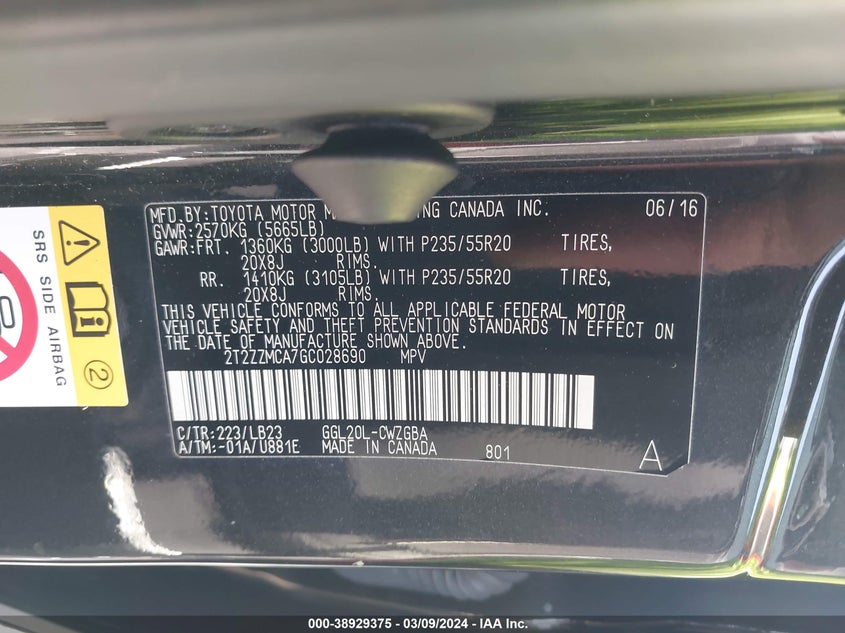 MFD.BY:TOYOTA MOTOR M ING CANADA INC. 06/16
GVWR:2570KG (5665LB)
GAWR:FRT. 1360KG (3000LB) WITH P235/55R20 TIRES,
20X8J RIMS.
RR. 1410KG (3105LB) WITH P235/55R20 TIRES,
20X8J RIMS.
THIS VEHICLE CONFORMS TO ALL APPLICABLE FEDERAL MOTOR
VEHICLE SAFETY AND THEFT PREVENTION STANDARDS IN EFFECT ON
THE DATE OF MANUFACTURE SHOWN ABOVE.
2T2ZZMCA7GC028690 MPV
C/TR:223/LB23 GGL20L-CWZGBA
A/TM:-01A/U881E MADE IN CANADA 801 A
SRS SIDE AIRBAG
2
000-38929375 - 03/09/2024 - IAA Inc.